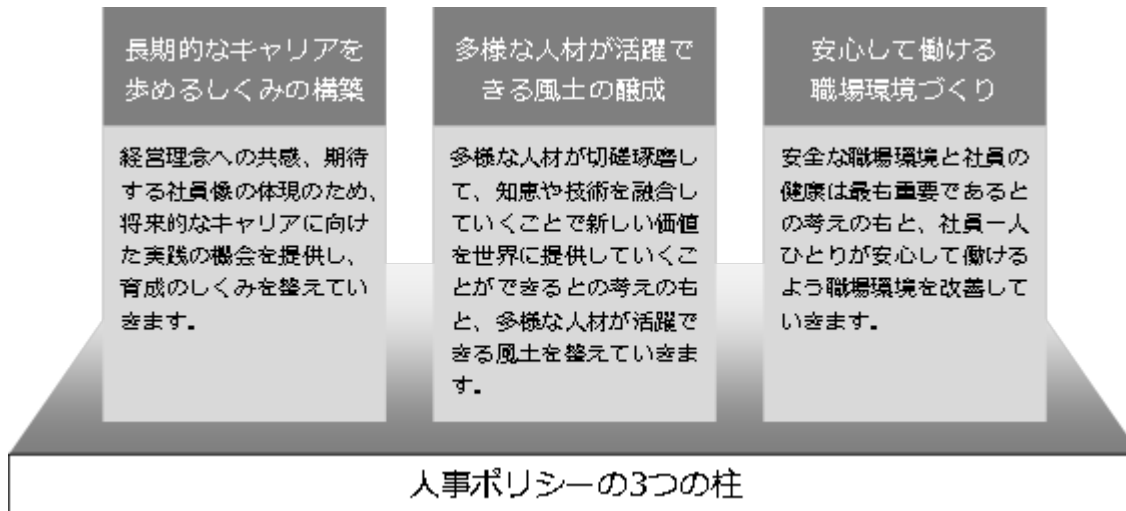 長期的なキャリアを
歩めるしくみの構築
経営理念への共感、期待
する社員像の体現のため、
将来的なキャリアに向け
た実践の機会を提供し、
育成のしくみを整えてい
きます。
多様な人材が活躍で
きる風土の醸成
多様な人材が切磋琢磨し
て、知恵や技術を融合し
ていくことで新しい価値
を世界に提供していくこ
とができるとの考えのも
と、多様な人材が活躍で
きる風土を整えていきま
す。
安心して働ける
職場環境づくり
安全な職場環境と社員の
健康は最も重要であると
の考えのもと、社員一人
ひとりが安心して働ける
よう職場環境を改善して
いきます。
人事ポリシーの3つの柱